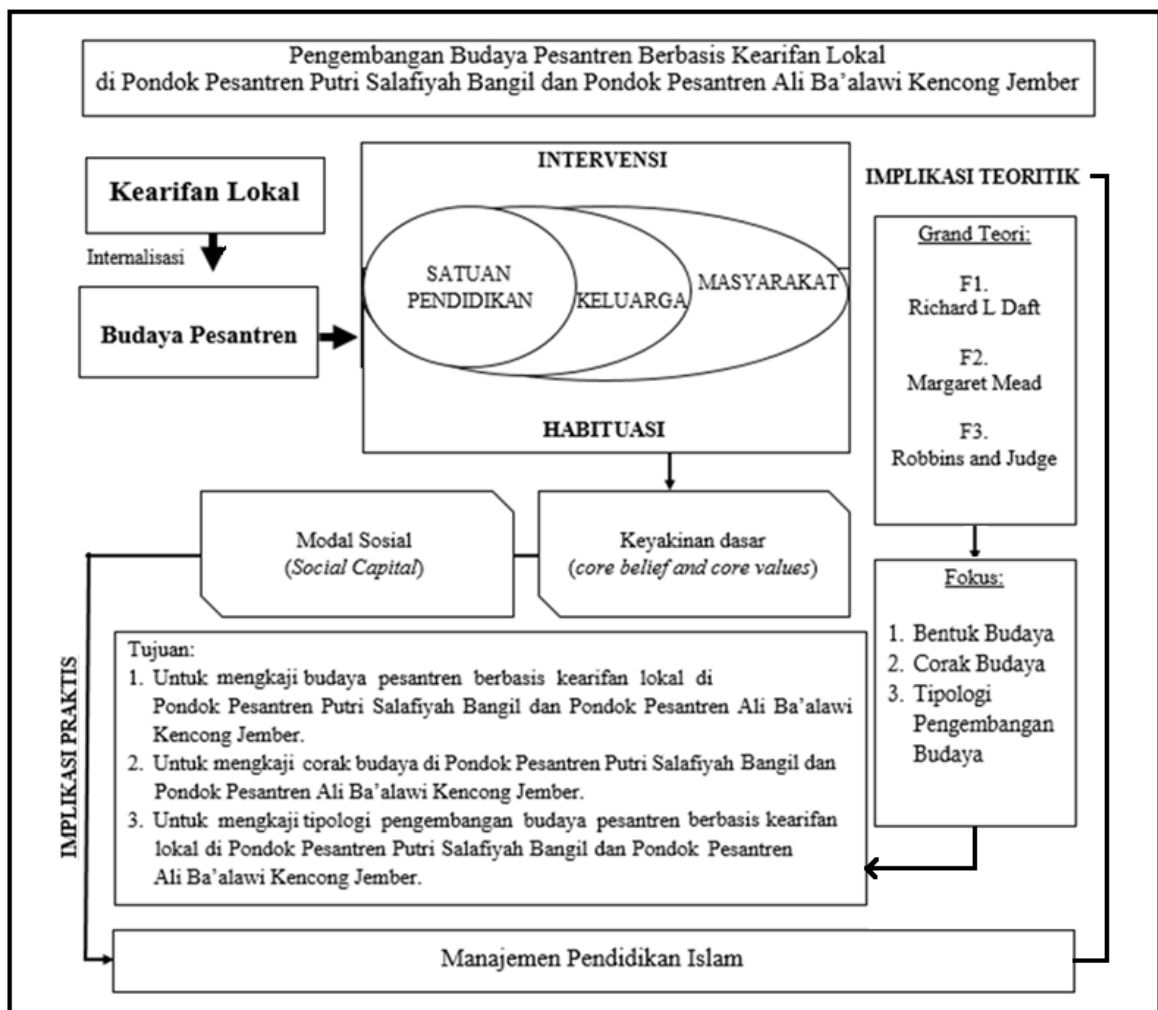 Pengembangan Budaya Pesantren Berbasis Kearifan Lokal
di Pondok Pesantren Putri Salafiyah Bangil dan Pondok Pesantren Ali Ba’alawi Kencong Jember
Kearifan Lokal
Internalisasi
Budaya Pesantren
INTERVENSI
SATUAN
PENDIDIKAN
KELUARGA
MASYARAKAT
HABITUASI
IMPLIKASI TEORITIK
Grand Teori:
F1.
Richard L Daft
F2.
Margaret Mead
F3.
Robbins and Judge
Modal Sosial
(Social Capital)
Keyakinan dasar
(core belief and core values)
Fokus:
1. Bentuk Budaya
2. Corak Budaya
3. Tipologi
Pengembangan
Budaya
IMPLIKASI PRAKTIS
Tujuan:
1. Untuk mengkaji budaya pesantren berbasis kearifan lokal di
Pondok Pesantren Putri Salafiyah Bangil dan Pondok Pesantren Ali Ba’alawi
Kencong Jember.
2. Untuk mengkaji corak budaya di Pondok Pesantren Putri Salafiyah Bangil dan
Pondok Pesantren Ali Ba’alawi Kencong Jember.
3. Untuk mengkaji tipologi pengembangan budaya pesantren berbasis kearifan
lokal di Pondok Pesantren Putri Salafiyah Bangil dan Pondok Pesantren
Ali Ba’alawi Kencong Jember.
Manajemen Pendidikan Islam